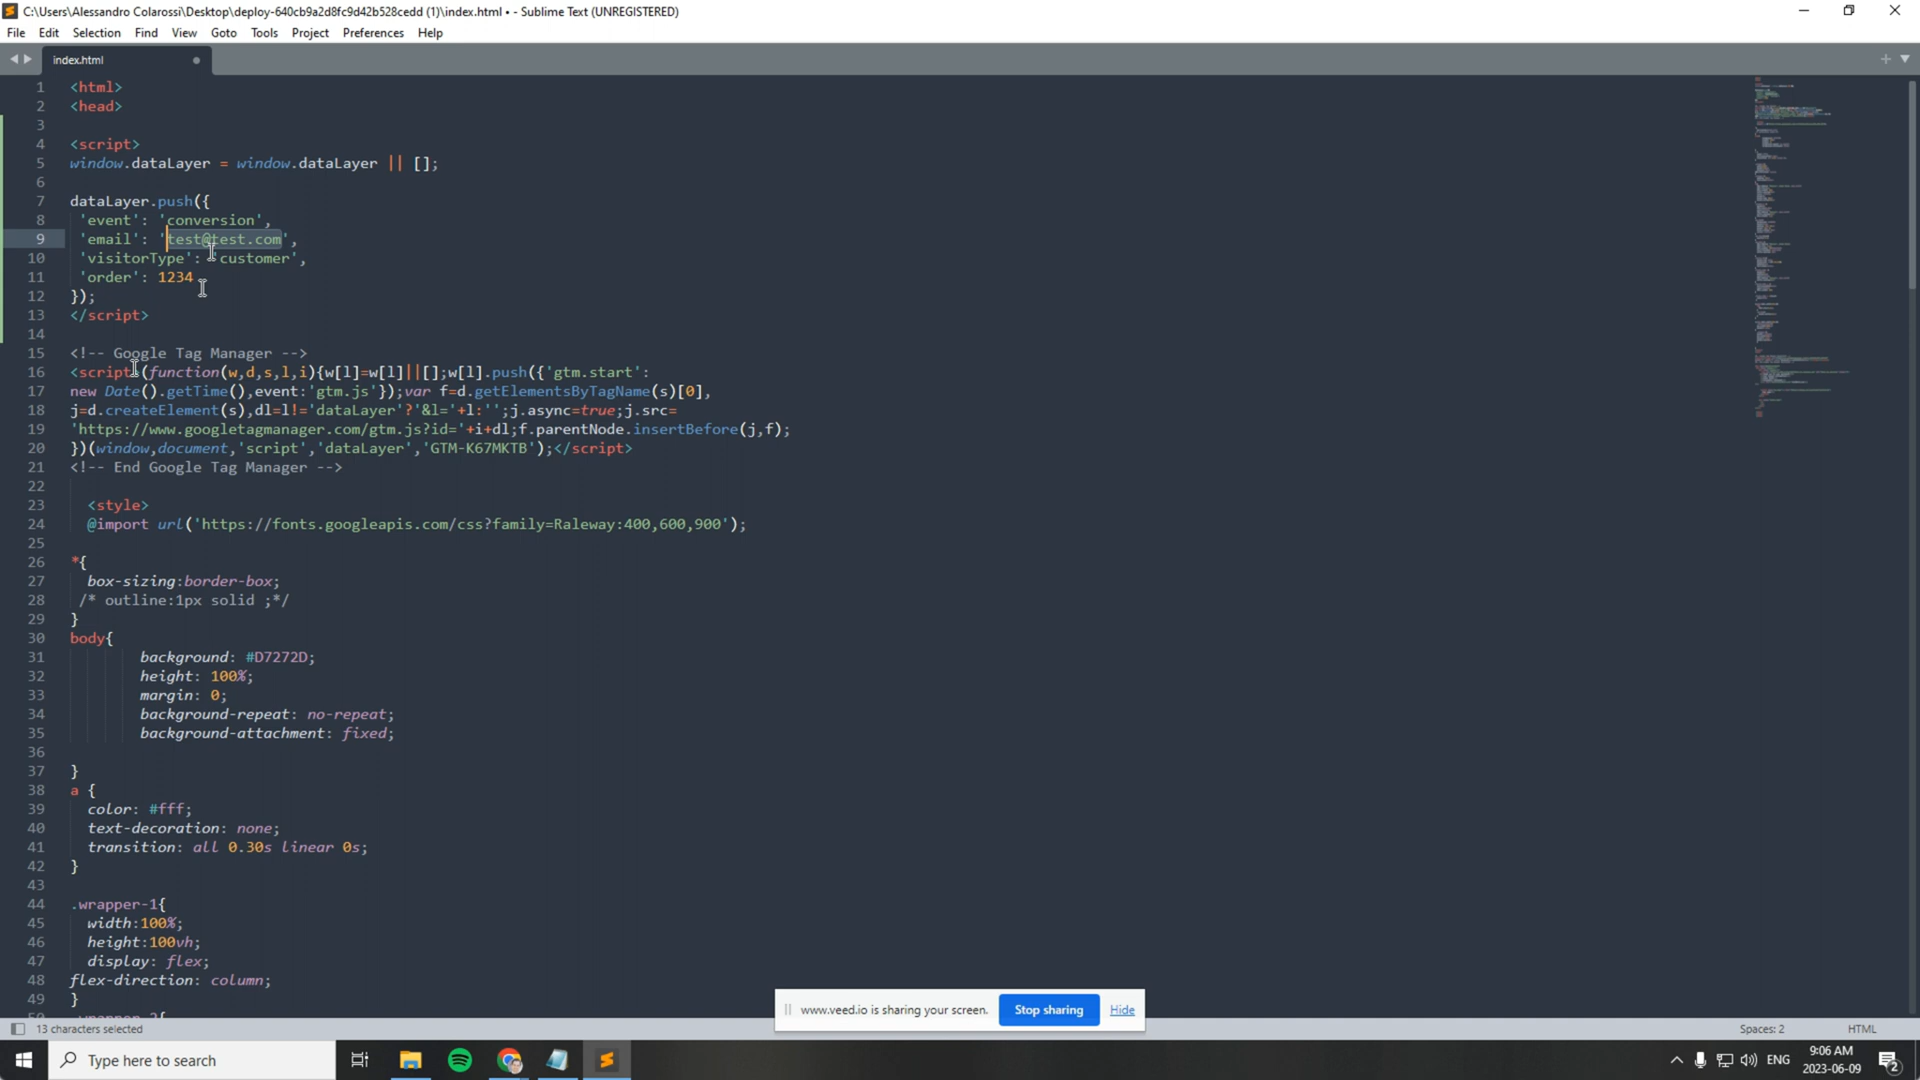 C:\Users\Alessandro Colarossi\Desktop\deploy-640cb9a2d8fc9d42b528cedd (1)\index.html • - Sublime Text (UNREGISTERED)
File Edit Selection Find View Goto Tools Project Preferences Help
index.html
1 <html>
2 <head>
3
4 <script>
5 window.dataLayer = window.dataLayer || [];
6
7 dataLayer.push({
8 'event': 'conversion',
9 'email': 'test@test.com',
10 'visitorType': 'customer',
11 'order': 1234
12 });
13 </script>
14
15 <!-- Google Tag Manager -->
16 <script>(function(w,d,s,l,i){w[l]=w[l]||[];w[l].push({'gtm.start':
17 new Date().getTime(),event:'gtm.js'});var f=d.getElementsByTagName(s)[0],
18 j=d.createElement(s),dl=l!='dataLayer'?'&l='+l:'';j.async=true;j.src=
19 'https://www.googletagmanager.com/gtm.js?id='+i+dl;f.parentNode.insertBefore(j,f);
20 })(window,document,'script','dataLayer','GTM-K67MKTB');</script>
21 <!-- End Google Tag Manager -->
22
23 <style>
24 @import url('https://fonts.googleapis.com/css?family=Raleway:400,600,900');
25
26 *{
27 box-sizing:border-box;
28 /* outline:1px solid ;*/
29 }
30 body{
31 background: #D7272D;
32 height: 100%;
33 margin: 0;
34 background-repeat: no-repeat;
35 background-attachment: fixed;
36
37 }
38 a {
39 color: #fff;
40 text-decoration: none;
41 transition: all 0.30s linear 0s;
42 }
43
44 .wrapper-1{
45 width:100%;
46 height:100vh;
47 display: flex;
48 flex-direction: column;
49 }
www.veed.io is sharing your screen. Stop sharing Hide
13 characters selected Spaces: 2 HTML
Type here to search ENG 9:06 AM
2023-06-09 2